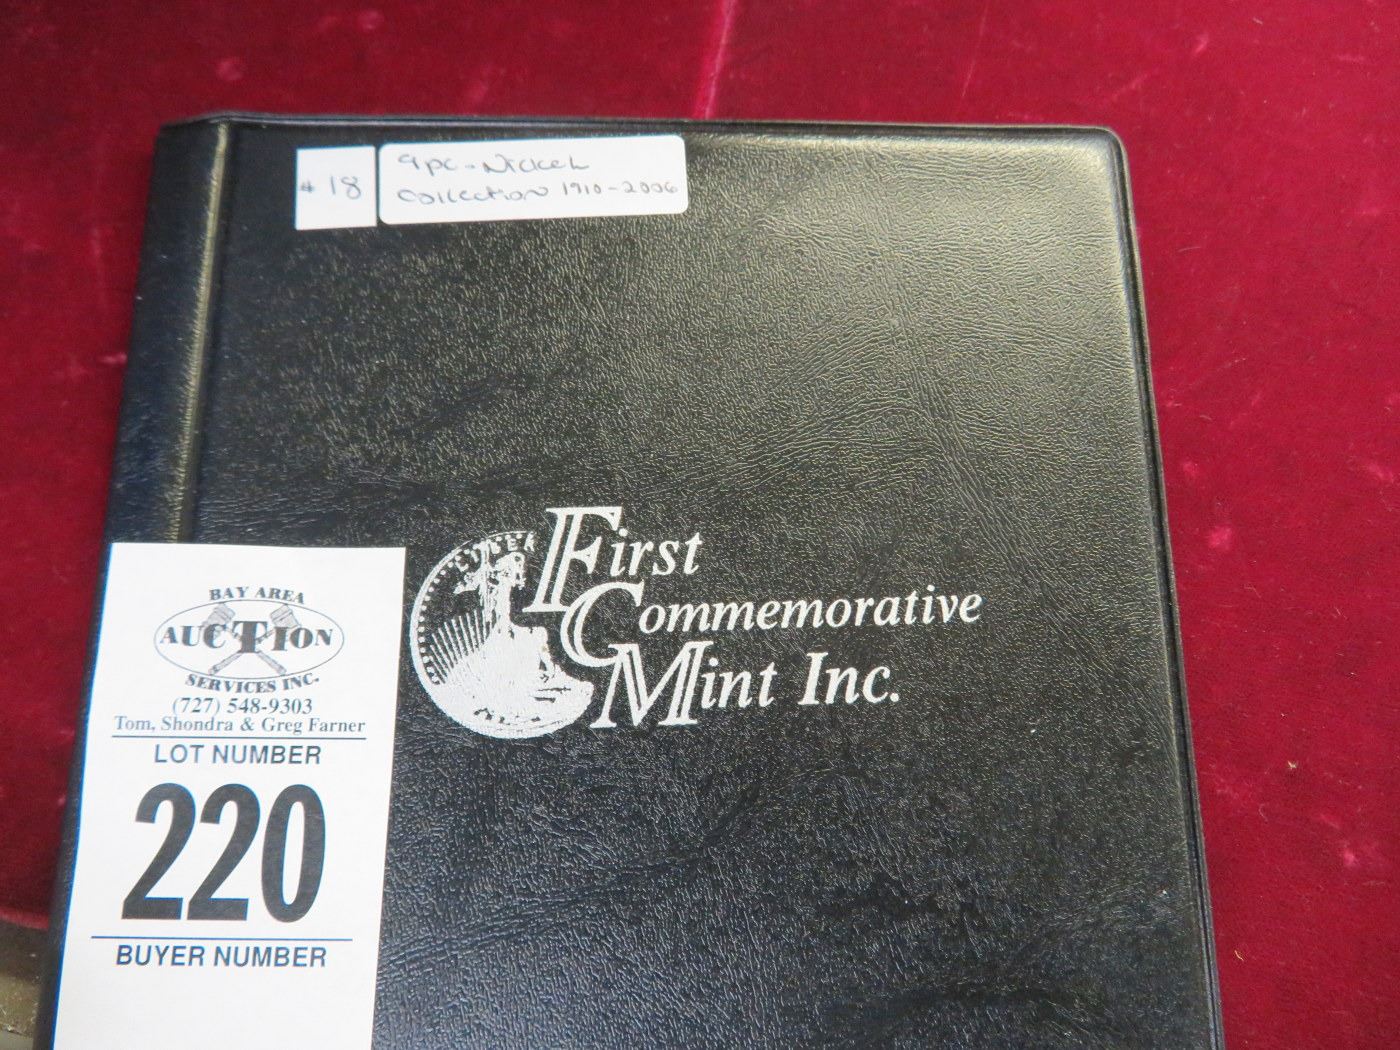 # 18
9pc - Nickel
Collection 1910-2006
First
Commemorative
Mint Inc.
BAY AREA
AUCTION
SERVICES INC.
(727) 548-9303
Tom, Shondra & Greg Farner
LOT NUMBER
220
BUYER NUMBER